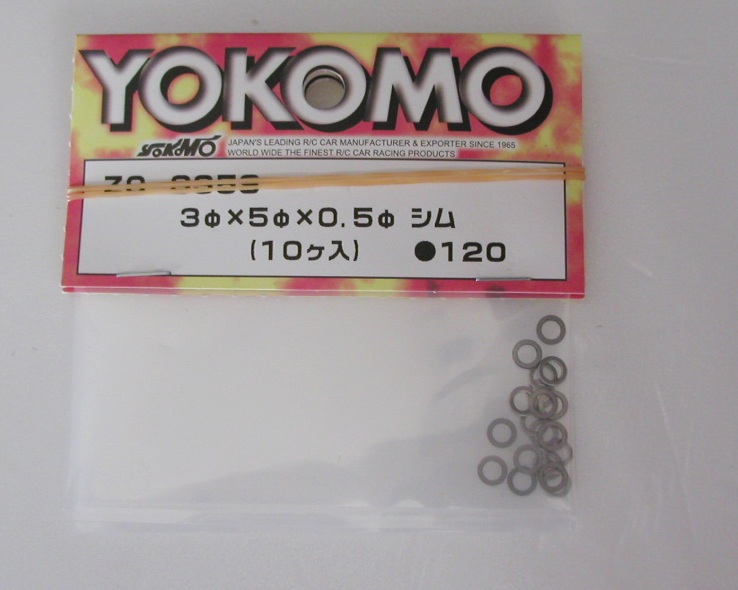 YOKOMO
YOKOMO
JAPAN'S LEADING R/C CAR MANUFACTURER & EXPORTER SINCE 1965
WORLD WIDE THE FINEST R/C CAR RACING PRODUCTS
3φ×5φ×0.5φ シム
(10ヶ入) ●120